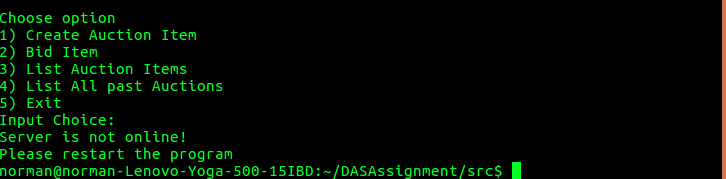 Choose option
1) Create Auction Item
2) Bid Item
3) List Auction Items
4) List All past Auctions
5) Exit
Input Choice:
Server is not online!
Please restart the program
norman@norman-Lenovo-Yoga-500-15IBD:~/DASAssignment/src$